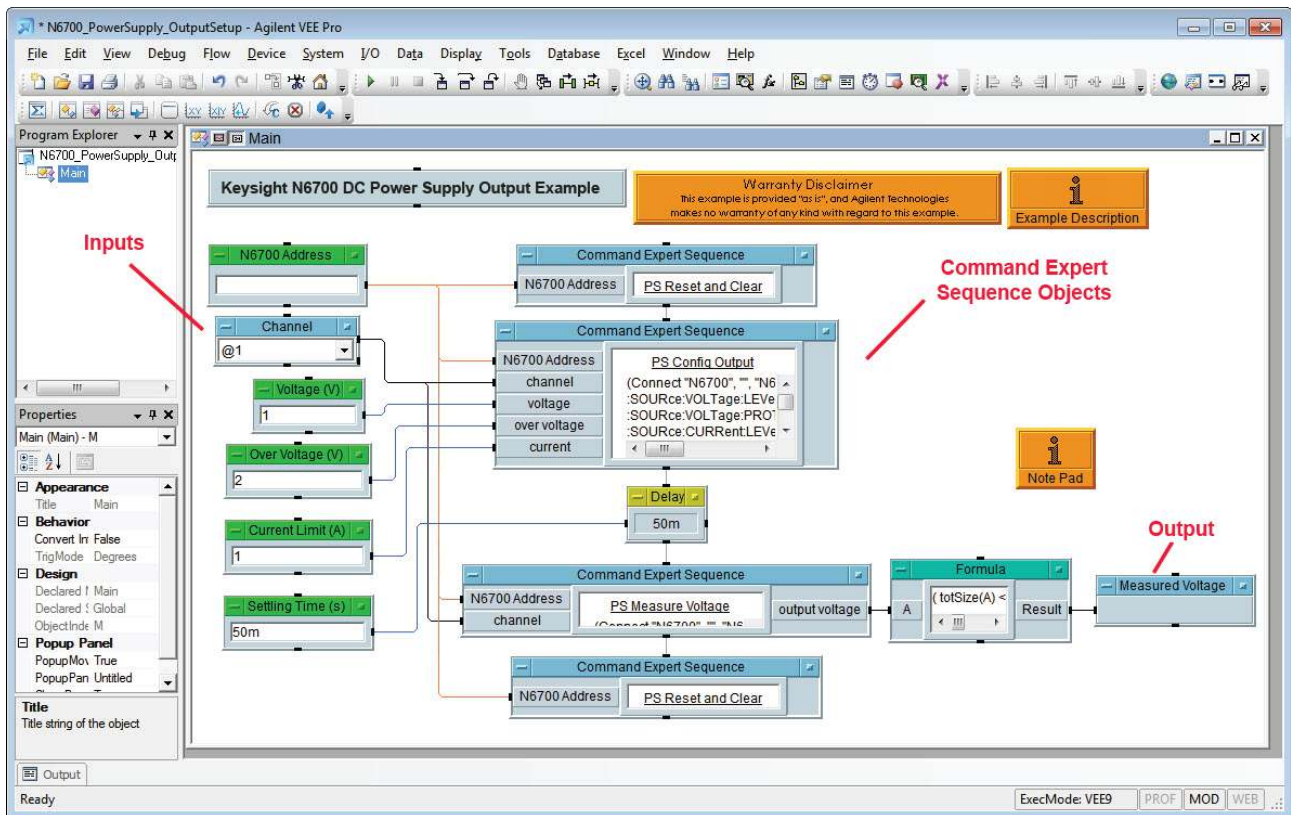 * N6700_PowerSupply_OutputSetup - Agilent VEE Pro
File Edit View Debug Flow Device System I/O Data Display Tools Database Excel Window Help
Program Explorer
N6700_PowerSupply_Outp
Main
Main
Keysight N6700 DC Power Supply Output Example
Warranty Disclaimer
This example is provided "as is", and Agilent Technologies
makes no warranty of any kind with regard to this example.
Example Description
Inputs
Command Expert
Sequence Objects
N6700 Address
Command Expert Sequence
N6700 Address
PS Reset and Clear
Channel
@1
Command Expert Sequence
N6700 Address
channel
voltage
over voltage
current
PS Config Output
(Connect "N6700", "", "N6
:SOURce:VOLTage:LEVe
:SOURce:VOLTage:PROT
:SOURce:CURRent:LEVe
Voltage (V)
1
Over Voltage (V)
2
Note Pad
Delay
50m
Current Limit (A)
1
Output
Command Expert Sequence
N6700 Address
channel
PS Measure Voltage
(Connect "N6700", "", "N6
output voltage
Formula
A
( totSize(A) <
Result
Measured Voltage
Settling Time (s)
50m
Command Expert Sequence
N6700 Address
PS Reset and Clear
Properties
Main (Main) - M
Appearance
Title Main
Behavior
Convert Ir False
TrigMode Degrees
Design
Declared Main
Declared Global
ObjectInde M
Popup Panel
PopupMov True
PopupPan Untitled
Title
Title string of the object
Output
Ready
ExecMode: VEE9
PROF
MOD
WEB